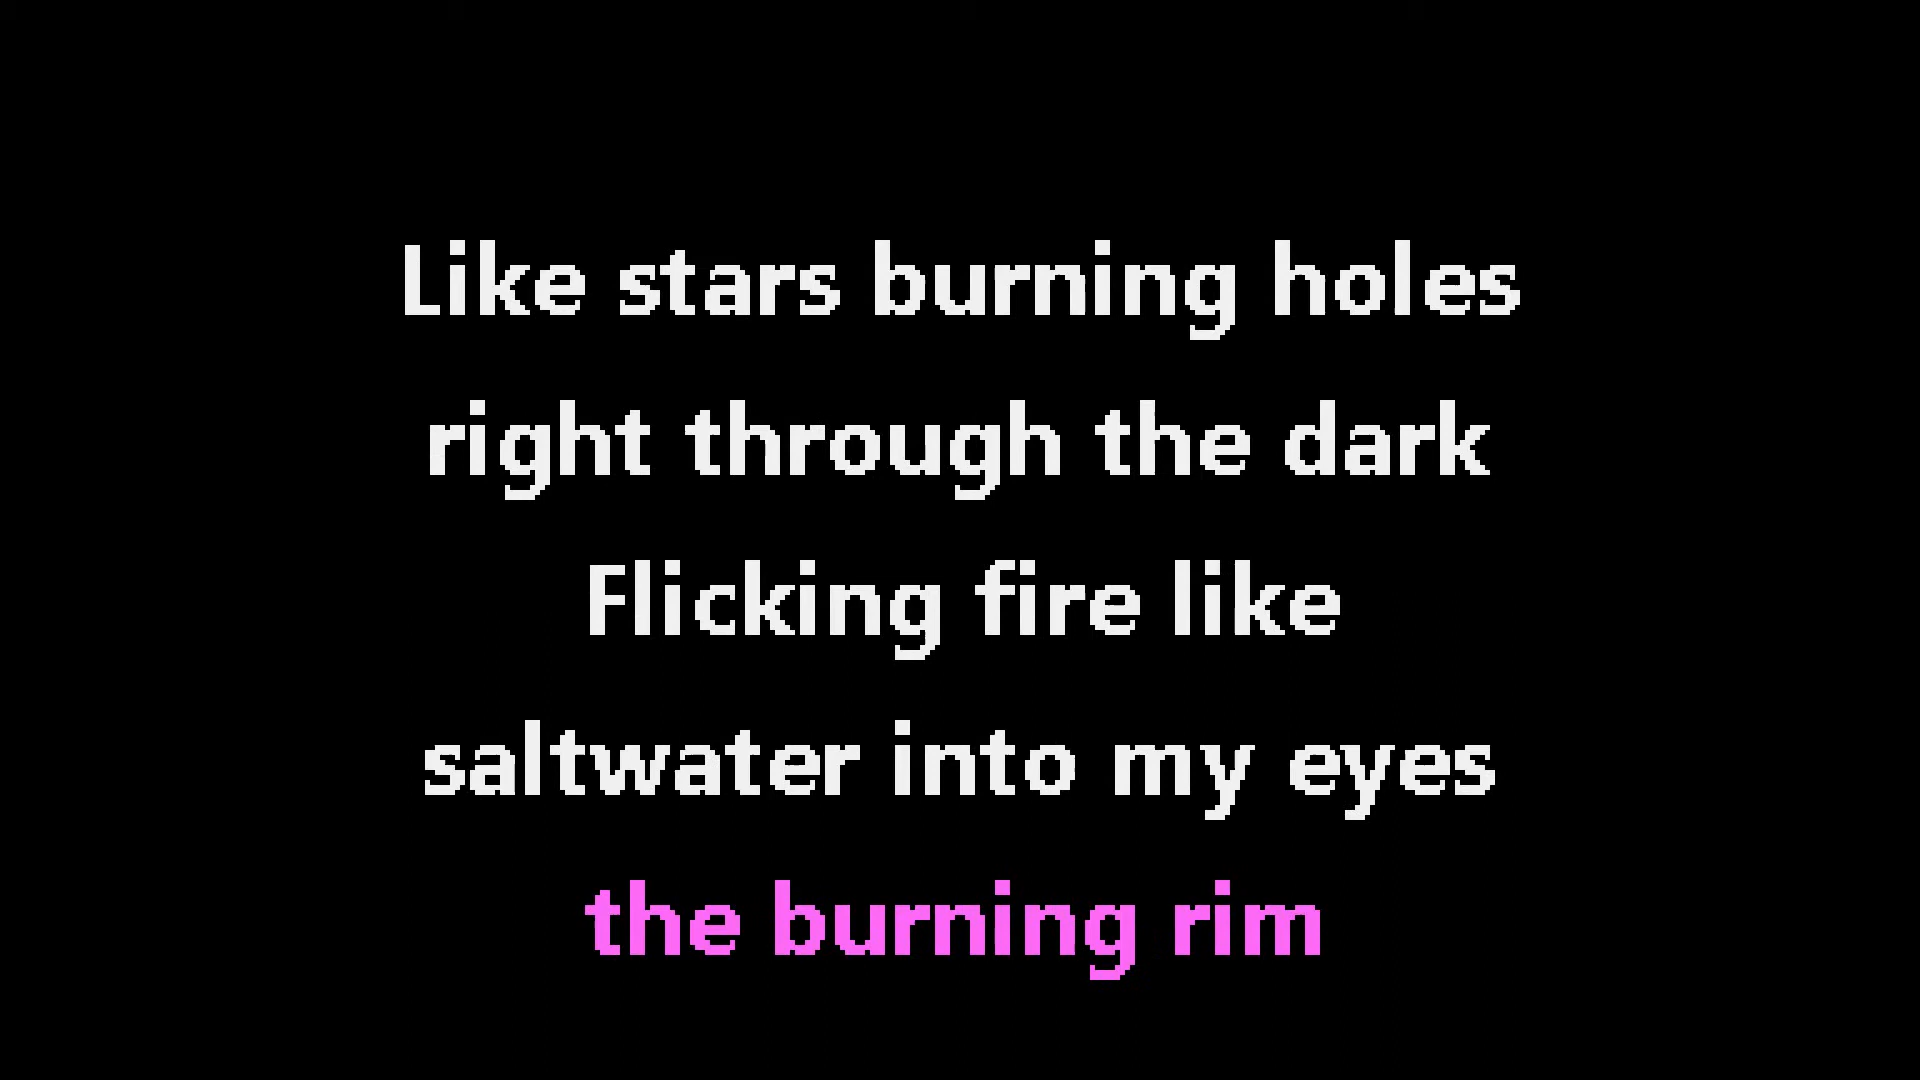 Like stars burning holes
right through the dark
Flicking fire like
saltwater into my eyes
the burning rim